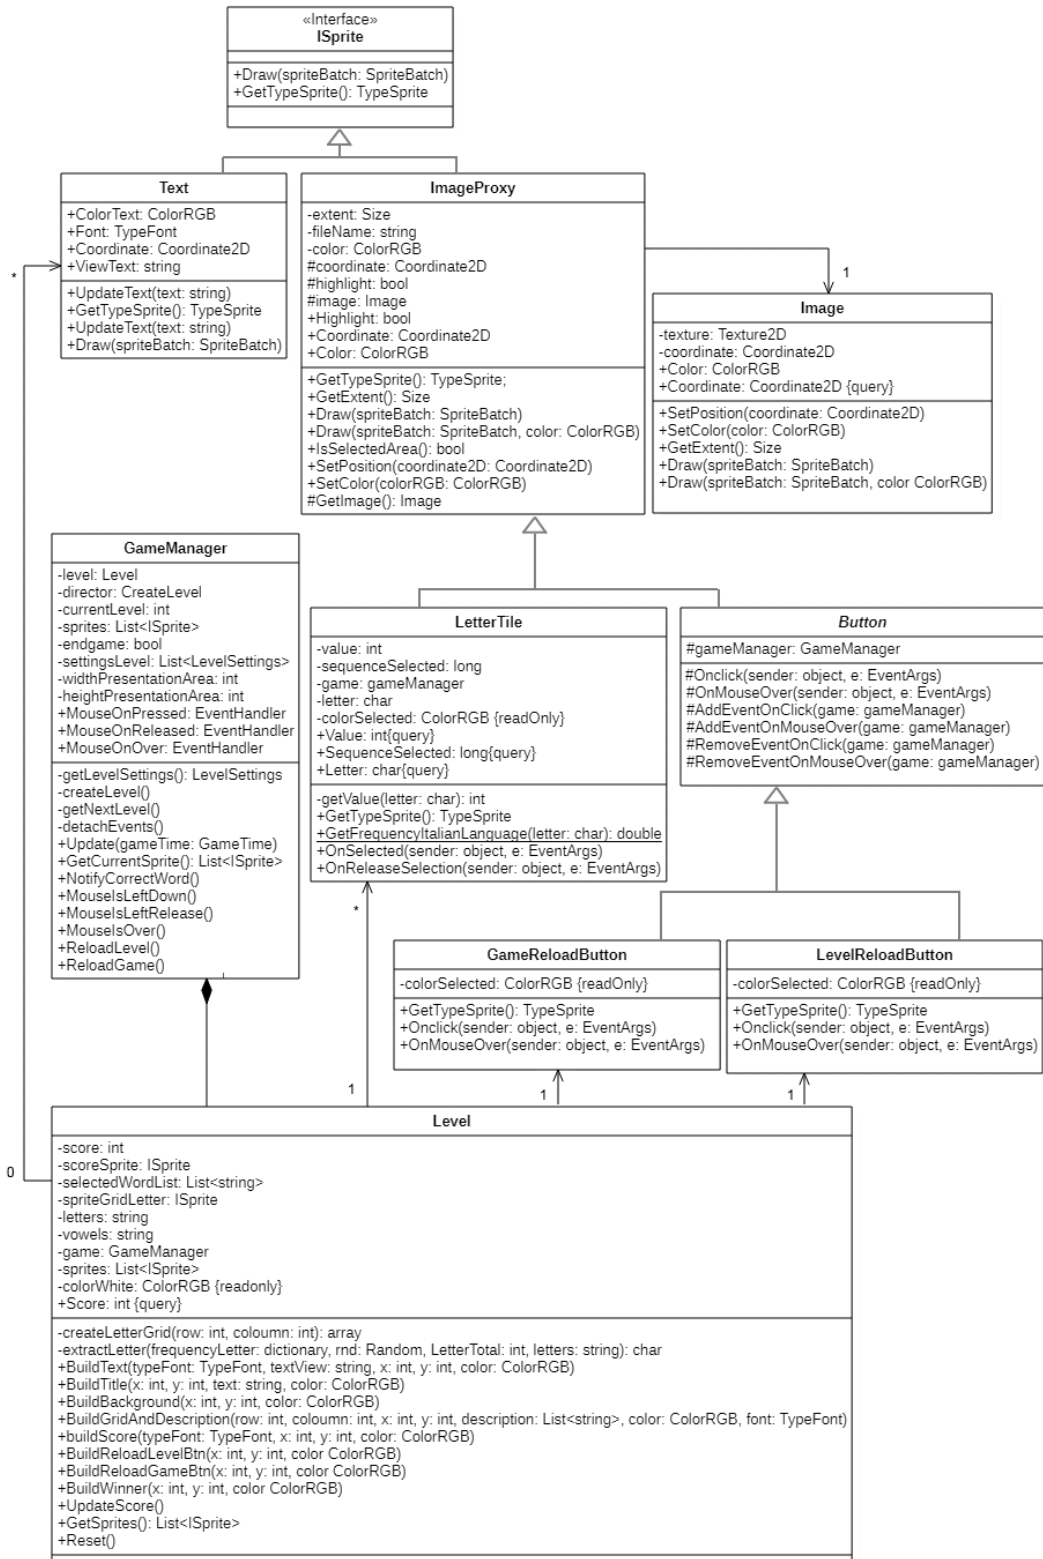 «Interface»
ISprite
+Draw(spriteBatch: SpriteBatch)
+GetTypeSprite(): TypeSprite
Text
+ColorText: ColorRGB
+Font: TypeFont
+Coordinate: Coordinate2D
+ViewText: string
+UpdateText(text: string)
+GetTypeSprite(): TypeSprite
+UpdateText(text: string)
+Draw(spriteBatch: SpriteBatch)
*
ImageProxy
-extent: Size
-fileName: string
-color: ColorRGB
#coordinate: Coordinate2D
#highlight: bool
#image: Image
+Highlight: bool
+Coordinate: Coordinate2D
+Color: ColorRGB
+GetTypeSprite(): TypeSprite;
+GetExtent(): Size
+Draw(spriteBatch: SpriteBatch)
+Draw(spriteBatch: SpriteBatch, color: ColorRGB)
+IsSelectedArea(): bool
+SetPosition(coordinate2D: Coordinate2D)
+SetColor(colorRGB: ColorRGB)
#GetImage(): Image
1
Image
-texture: Texture2D
-coordinate: Coordinate2D
+Color: ColorRGB
+Coordinate: Coordinate2D {query}
+SetPosition(coordinate: Coordinate2D)
+SetColor(color: ColorRGB)
+GetExtent(): Size
+Draw(spriteBatch: SpriteBatch)
+Draw(spriteBatch: SpriteBatch, color ColorRGB)
GameManager
-level: Level
-director: CreateLevel
-currentLevel: int
-sprites: List<ISprite>
-endgame: bool
-settingsLevel: List<LevelSettings>
-widthPresentationArea: int
-heightPresentationArea: int
+MouseOnPressed: EventHandler
+MouseOnReleased: EventHandler
+MouseOnOver: EventHandler
-getLevelSettings(): LevelSettings
-createLevel()
-getNextLevel()
-detachEvents()
+Update(gameTime: GameTime)
+GetCurrentSprite(): List<ISprite>
+NotifyCorrectWord()
+MouseIsLeftDown()
+MouseIsLeftRelease()
+MouseIsOver()
+ReloadLevel()
+ReloadGame()
LetterTile
-value: int
-sequenceSelected: long
-game: gameManager
-letter: char
-colorSelected: ColorRGB {readOnly}
+Value: int{query}
+SequenceSelected: long{query}
+Letter: char{query}
-getValue(letter: char): int
+GetTypeSprite(): TypeSprite
+GetFrequencyItalianLanguage(letter: char): double
+OnSelected(sender: object, e: EventArgs)
+OnReleaseSelection(sender: object, e: EventArgs)
*
Button
#gameManager: GameManager
#Onclick(sender: object, e: EventArgs)
#OnMouseOver(sender: object, e: EventArgs)
#AddEventOnClick(game: gameManager)
#AddEventOnMouseOver(game: gameManager)
#RemoveEventOnClick(game: gameManager)
#RemoveEventOnMouseOver(game: gameManager)
GameReloadButton
-colorSelected: ColorRGB {readOnly}
+GetTypeSprite(): TypeSprite
+Onclick(sender: object, e: EventArgs)
+OnMouseOver(sender: object, e: EventArgs)
LevelReloadButton
-colorSelected: ColorRGB {readOnly}
+GetTypeSprite(): TypeSprite
+Onclick(sender: object, e: EventArgs)
+OnMouseOver(sender: object, e: EventArgs)
1
1
1
0
Level
-score: int
-scoreSprite: ISprite
-selectedWordList: List<string>
-spriteGridLetter: ISprite
-letters: string
-vowels: string
-game: GameManager
-sprites: List<ISprite>
-colorWhite: ColorRGB {readonly}
+Score: int {query}
-createLetterGrid(row: int, coloumn: int): array
-extractLetter(frequencyLetter: dictionary, rnd: Random, LetterTotal: int, letters: string): char
+BuildText(typeFont: TypeFont, textView: string, x: int, y: int, color: ColorRGB)
+BuildTitle(x: int, y: int, text: string, color: ColorRGB)
+BuildBackground(x: int, y: int, color: ColorRGB)
+BuildGridAndDescription(row: int, coloumn: int, x: int, y: int, description: List<string>, color: ColorRGB, font: TypeFont)
+buildScore(typeFont: TypeFont, x: int, y: int, color: ColorRGB)
+BuildReloadLevelBtn(x: int, y: int, color ColorRGB)
+BuildReloadGameBtn(x: int, y: int, color ColorRGB)
+BuildWinner(x: int, y: int, color ColorRGB)
+UpdateScore()
+GetSprites(): List<ISprite>
+Reset()